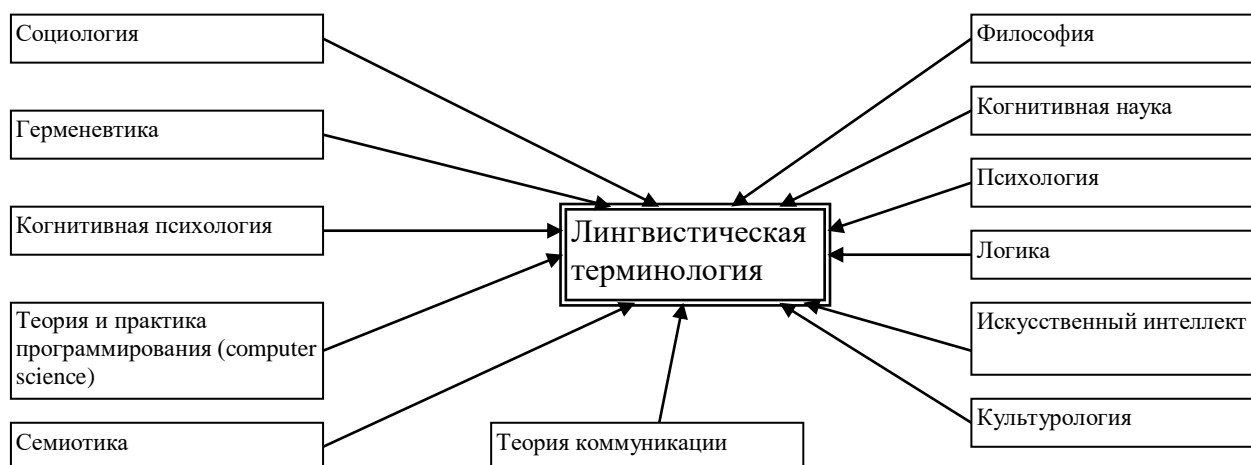 Социология
Философия
Герменевтика
Когнитивная наука
Психология
Когнитивная психология
Лингвистическая
терминология
Логика
Теория и практика
программирования (computer
science)
Искусственный интеллект
Культурология
Семиотика
Теория коммуникации